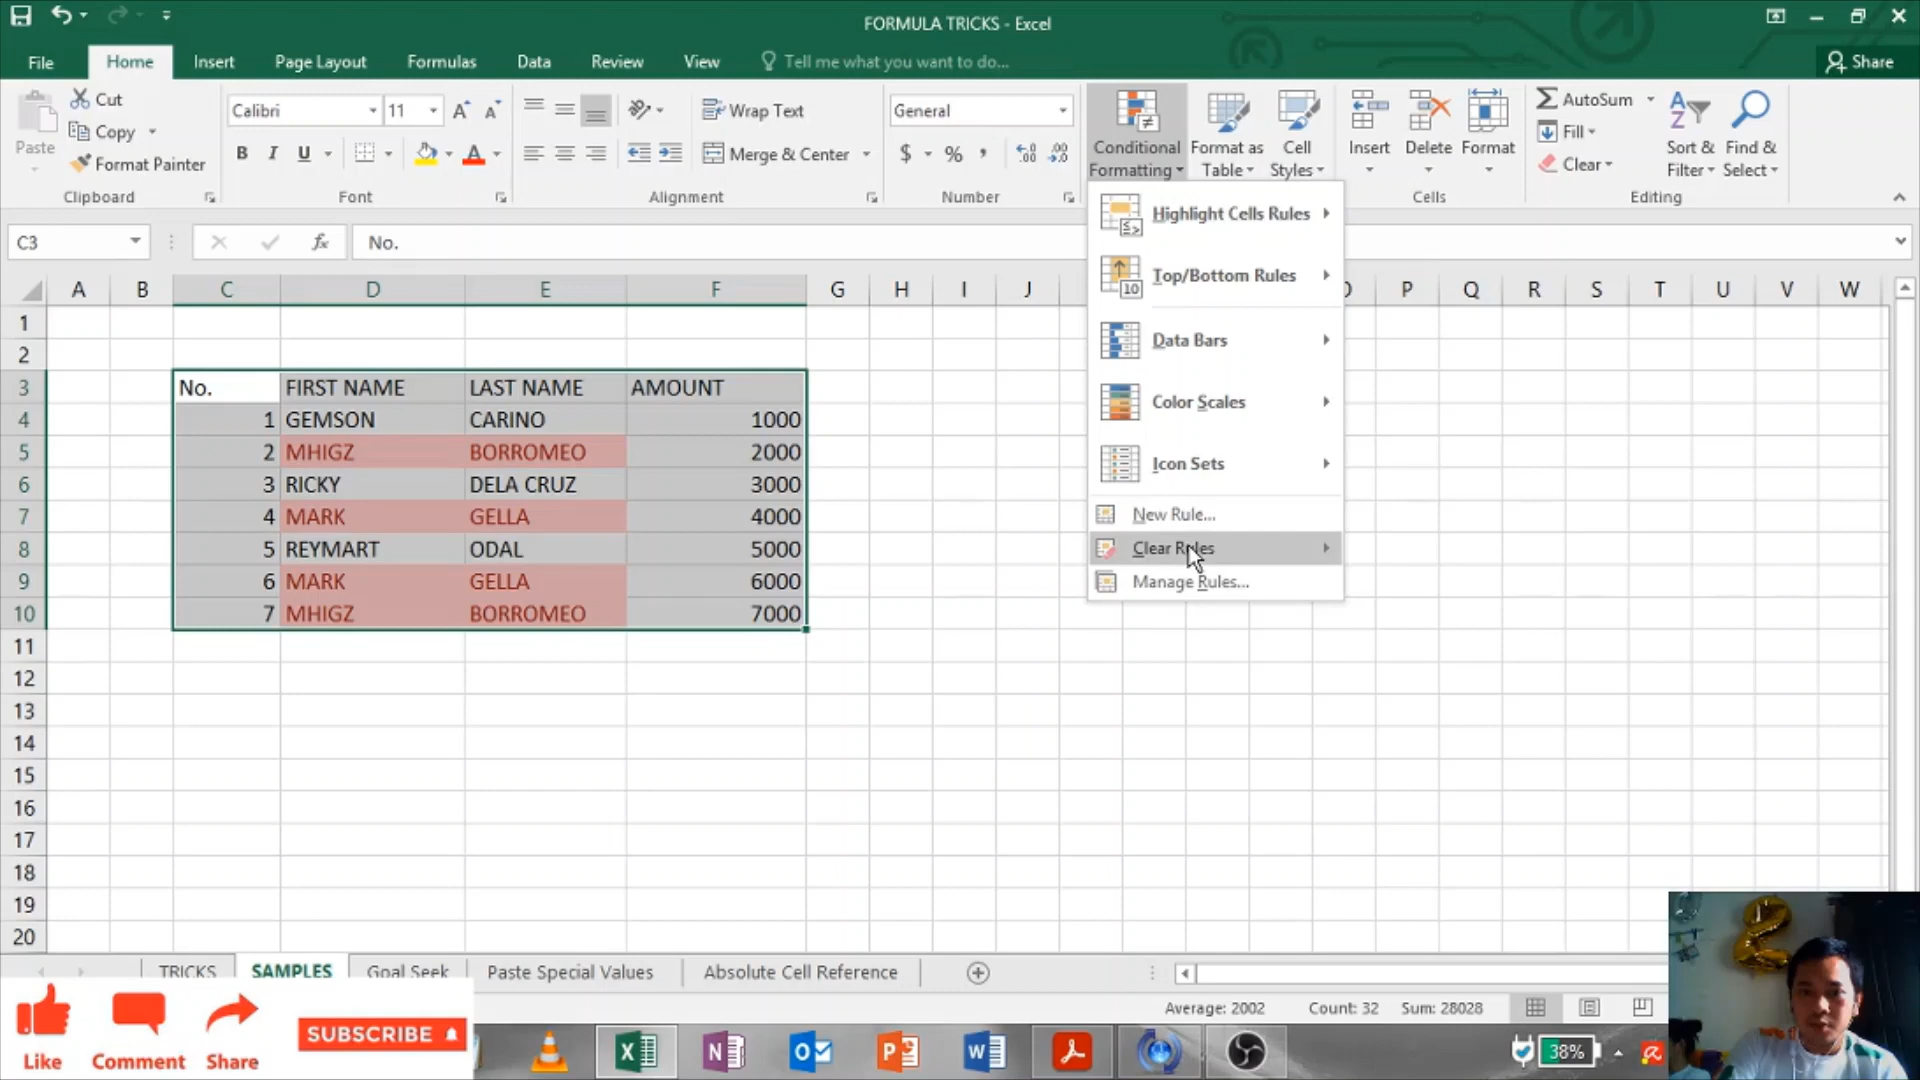 FORMULA TRICKS - Excel
File Home Insert Page Layout Formulas Data Review View Tell me what you want to do... Share
Paste
Cut
Copy
Format Painter
Clipboard
Calibri 11
B I U
Font
Wrap Text
Merge & Center
Alignment
General
$ % ,
Number
Conditional Formatting
Format as Table
Cell Styles
Insert Delete Format
Cells
AutoSum
Fill
Clear
Sort & Filter
Find & Select
Editing
C3 fx No.
Highlight Cells Rules
Top/Bottom Rules
Data Bars
Color Scales
Icon Sets
New Rule...
Clear Rules
Manage Rules...
A B C D E F G H I J P Q R S T U V W
1
2
3 No. FIRST NAME LAST NAME AMOUNT
4 1 GEMSON CARINO 1000
5 2 MHIGZ BORROMEO 2000
6 3 RICKY DELA CRUZ 3000
7 4 MARK GELLA 4000
8 5 REYMART ODAL 5000
9 6 MARK GELLA 6000
10 7 MHIGZ BORROMEO 7000
11
12
13
14
15
16
17
18
19
20
TRICKS SAMPLES Goal Seek Paste Special Values Absolute Cell Reference
Average: 2002 Count: 32 Sum: 28028
Like Comment Share
SUBSCRIBE
38%